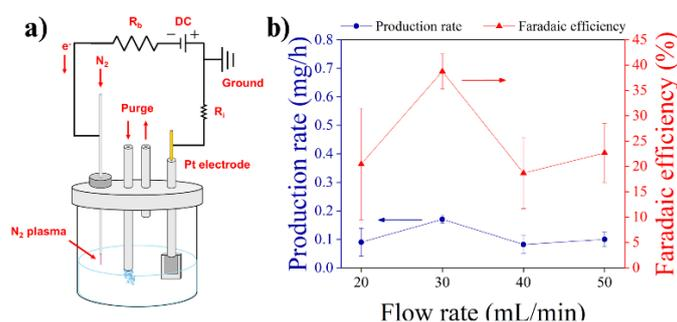 a)
R_b
DC
e⁻
− +
N₂
Ground
Purge
R_i
Pt electrode
N₂ plasma
b)
Production rate
Faradaic efficiency
Production rate (mg/h)
0.8
0.7
0.6
0.5
0.4
0.3
0.2
0.1
0.0
45
40
35
30
25
20
15
10
5
0
Faradaic efficiency (%)
20 30 40 50
Flow rate (mL/min)